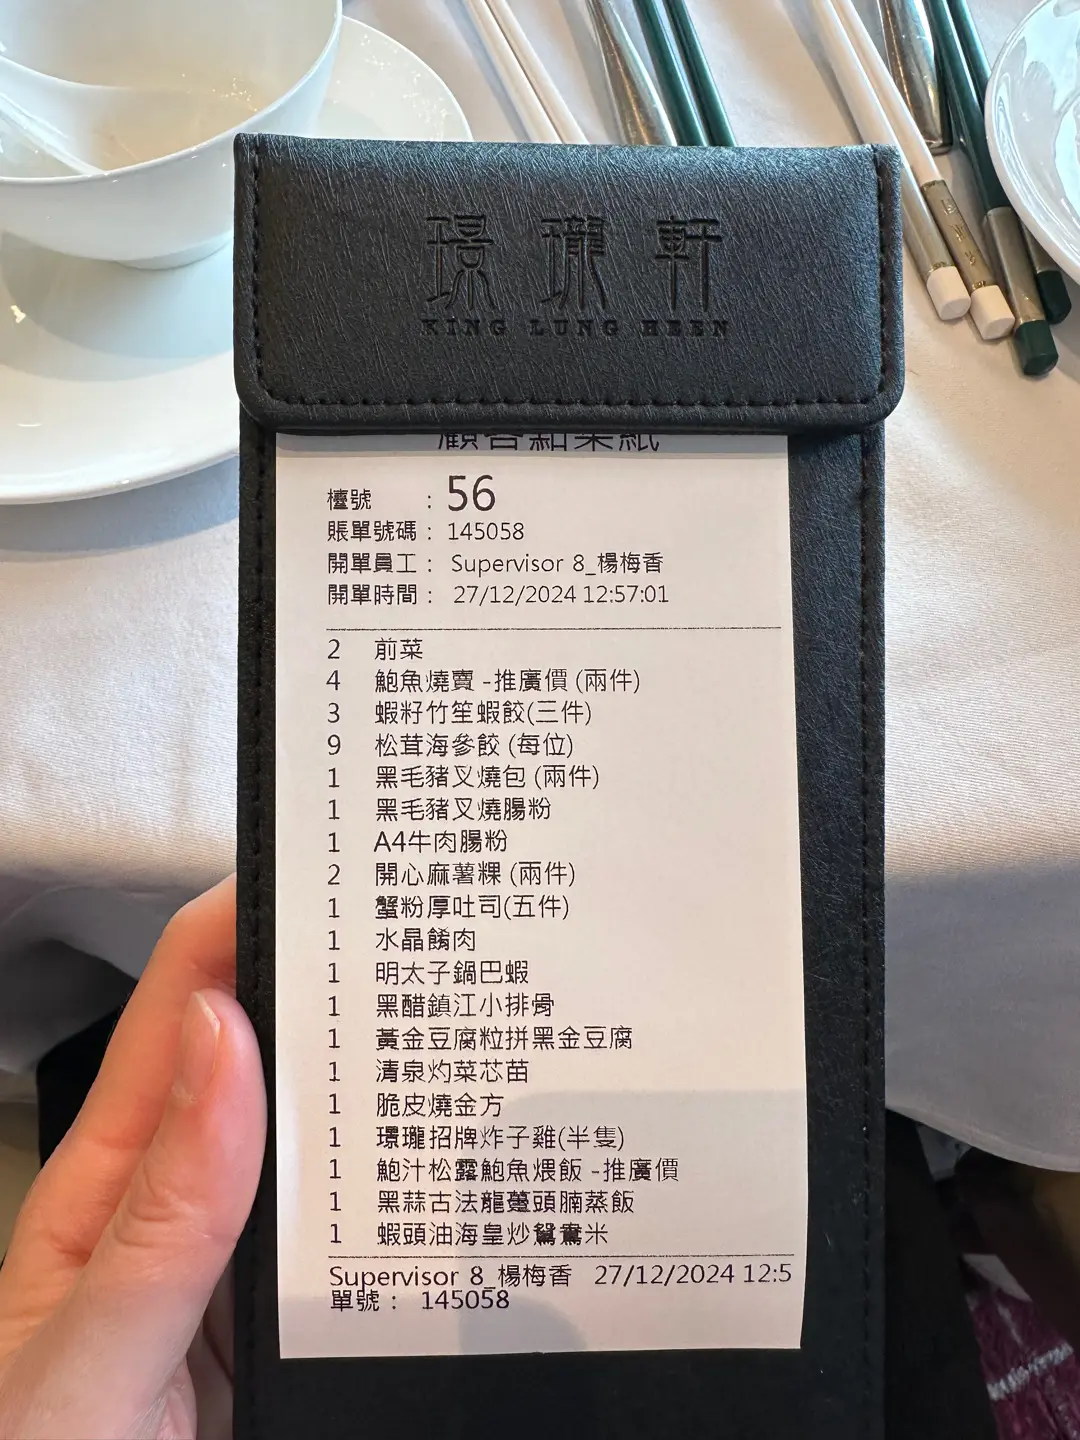 璟瓏軒
KING LUNG HEEN
顧客點菜紙
檯號 : 56
賬單號碼 : 145058
開單員工 : Supervisor 8_楊梅香
開單時間 : 27/12/2024 12:57:01
2 前菜
4 鮑魚燒賣 -推廣價 (兩件)
3 蝦籽竹笙蝦餃(三件)
9 松茸海參餃 (每位)
1 黑毛豬叉燒包 (兩件)
1 黑毛豬叉燒腸粉
1 A4牛肉腸粉
2 開心麻薯粿 (兩件)
1 蟹粉厚吐司(五件)
1 水晶餚肉
1 明太子鍋巴蝦
1 黑醋鎮江小排骨
1 黃金豆腐粒拼黑金豆腐
1 清泉灼菜芯苗
1 脆皮燒金方
1 璟瓏招牌炸子雞(半隻)
1 鮑汁松露鮑魚煨飯 -推廣價
1 黑蒜古法龍躉頭腩蒸飯
1 蝦頭油海皇炒鴛鴦米
Supervisor 8_楊梅香 27/12/2024 12:5
單號 : 145058